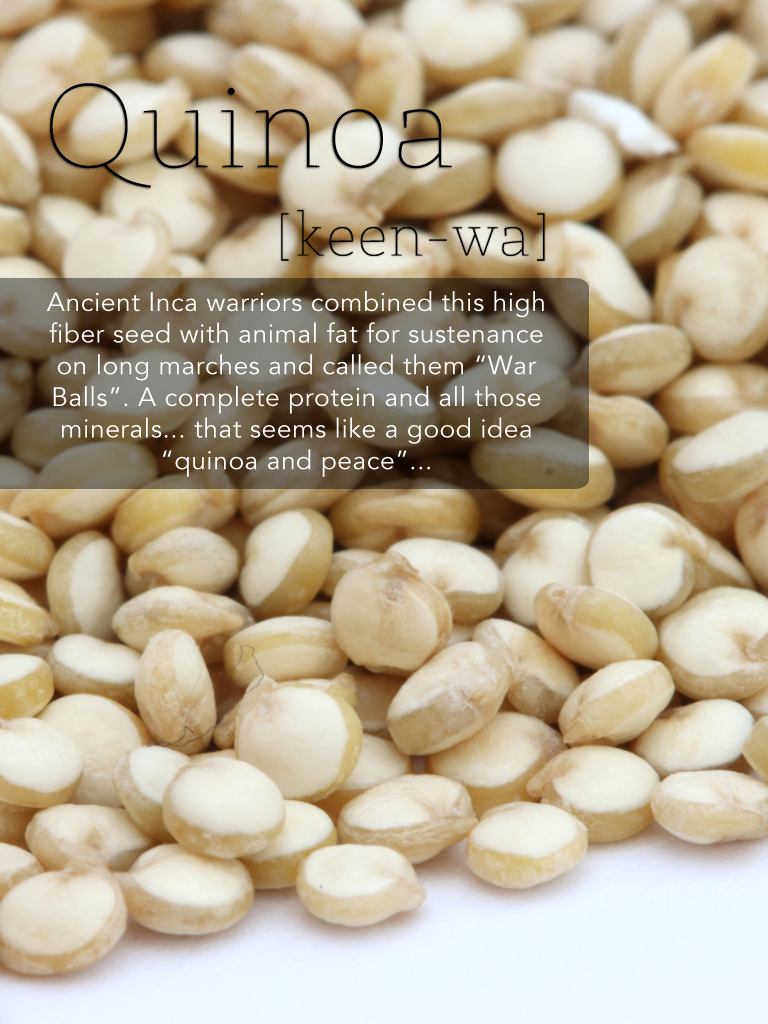 Quinoa
[keen-wa]
Ancient Inca warriors combined this high
fiber seed with animal fat for sustenance
on long marches and called them “War
Balls”. A complete protein and all those
minerals... that seems like a good idea
“quinoa and peace”...